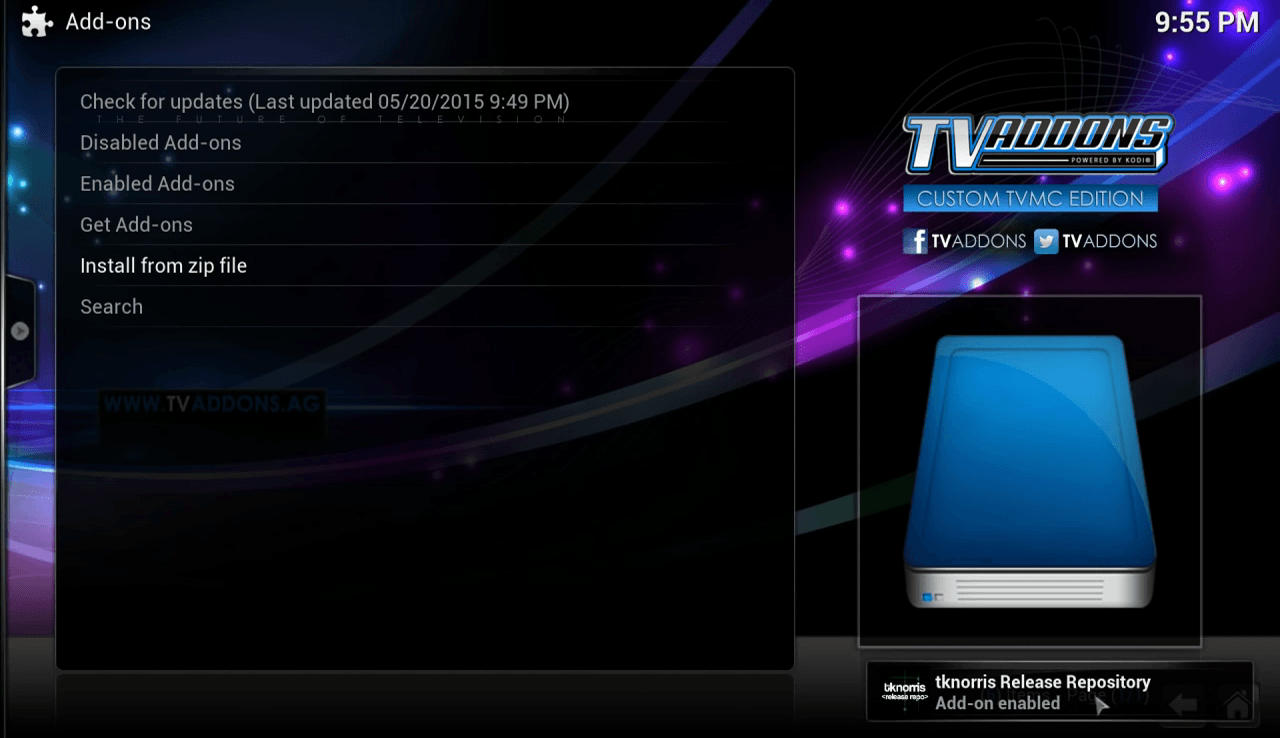 Add-ons
9:55 PM
Check for updates (Last updated 05/20/2015 9:49 PM)
THE FUTURE OF TELEVISION
Disabled Add-ons
Enabled Add-ons
Get Add-ons
Install from zip file
Search
WWW.TVADDONS.AG
TVADDONS
POWERED BY KODI®
CUSTOM TVMC EDITION
f TVADDONS TVADDONS
tknorris
<release repo>
tknorris Release Repository
Add-on enabled